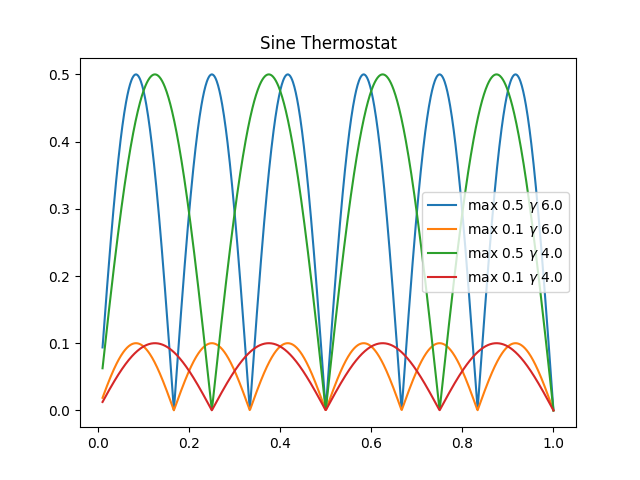 Sine Thermostat
0.5
0.4
0.3
0.2
0.1
0.0
max 0.5 γ 6.0
max 0.1 γ 6.0
max 0.5 γ 4.0
max 0.1 γ 4.0
0.0 0.2 0.4 0.6 0.8 1.0